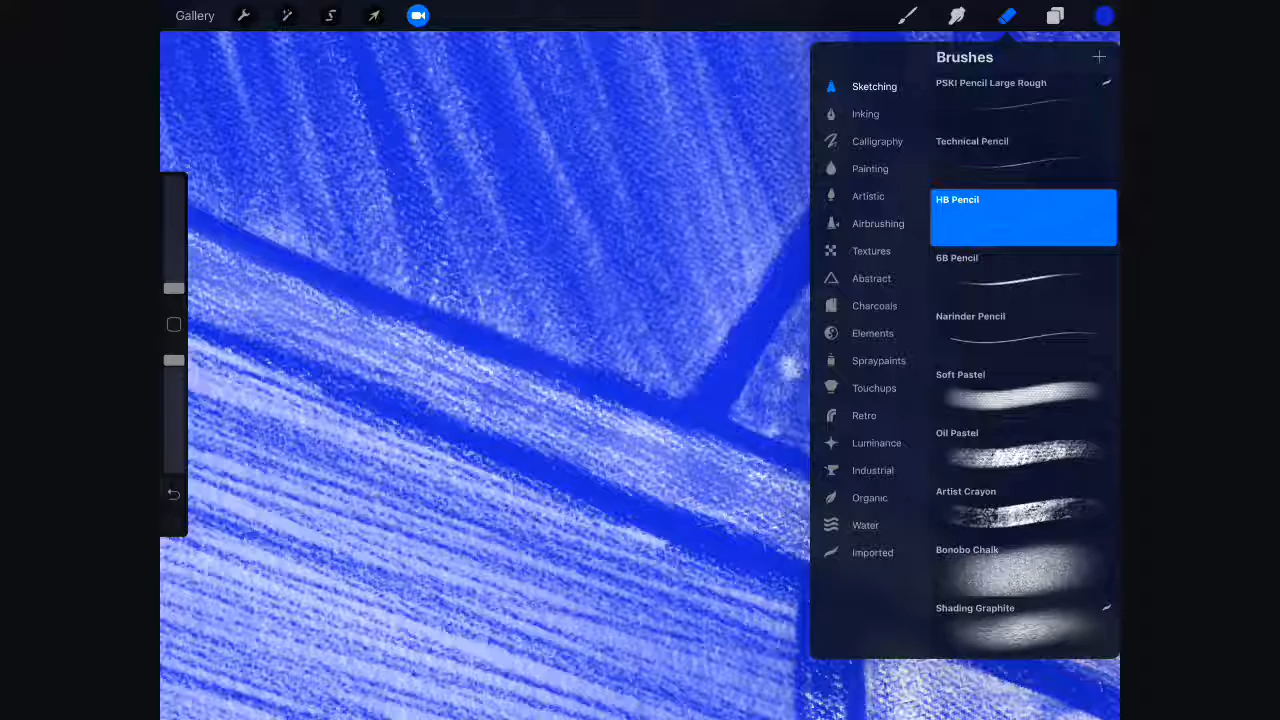 Gallery
Brushes
Sketching
Inking
Calligraphy
Painting
Artistic
Airbrushing
Textures
Abstract
Charcoals
Elements
Spraypaints
Touchups
Retro
Luminance
Industrial
Organic
Water
Imported
PSKI Pencil Large Rough
Technical Pencil
HB Pencil
6B Pencil
Narinder Pencil
Soft Pastel
Oil Pastel
Artist Crayon
Bonobo Chalk
Shading Graphite